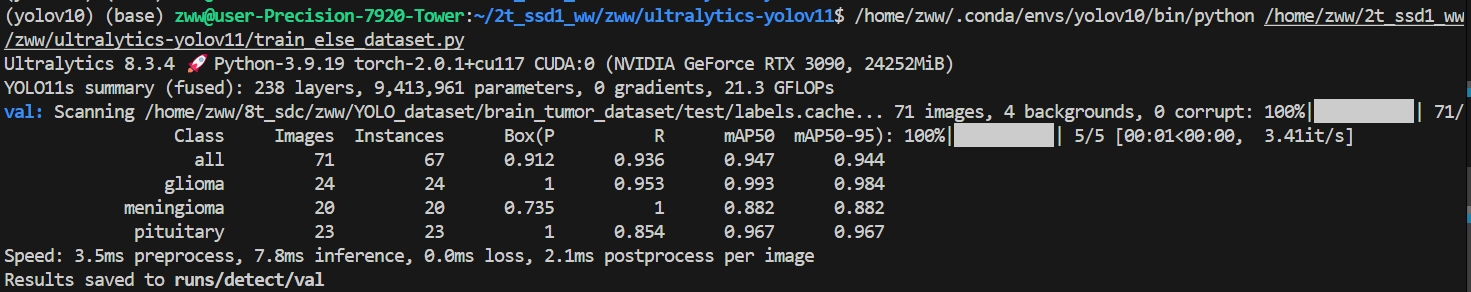 (yolov10) (base) zww@user-Precision-7920-Tower:~/2t_ssd1_ww/zww/ultralytics-yolov11$ /home/zww/.conda/envs/yolov10/bin/python /home/zww/2t_ssd1_ww
/zww/ultralytics-yolov11/train_else_dataset.py
Ultralytics 8.3.4 🚀 Python-3.9.19 torch-2.0.1+cu117 CUDA:0 (NVIDIA GeForce RTX 3090, 24252MiB)
YOLO11s summary (fused): 238 layers, 9,413,961 parameters, 0 gradients, 21.3 GFLOPs
val: Scanning /home/zww/8t_sdc/zww/YOLO_dataset/brain_tumor_dataset/test/labels.cache... 71 images, 4 backgrounds, 0 corrupt: 100%|██████████| 71/
Class Images Instances Box(P R mAP50 mAP50-95): 100%|██████████| 5/5 [00:01<00:00, 3.41it/s]
all 71 67 0.912 0.936 0.947 0.944
glioma 24 24 1 0.953 0.993 0.984
meningioma 20 20 0.735 1 0.882 0.882
pituitary 23 23 1 0.854 0.967 0.967
Speed: 3.5ms preprocess, 7.8ms inference, 0.0ms loss, 2.1ms postprocess per image
Results saved to runs/detect/val